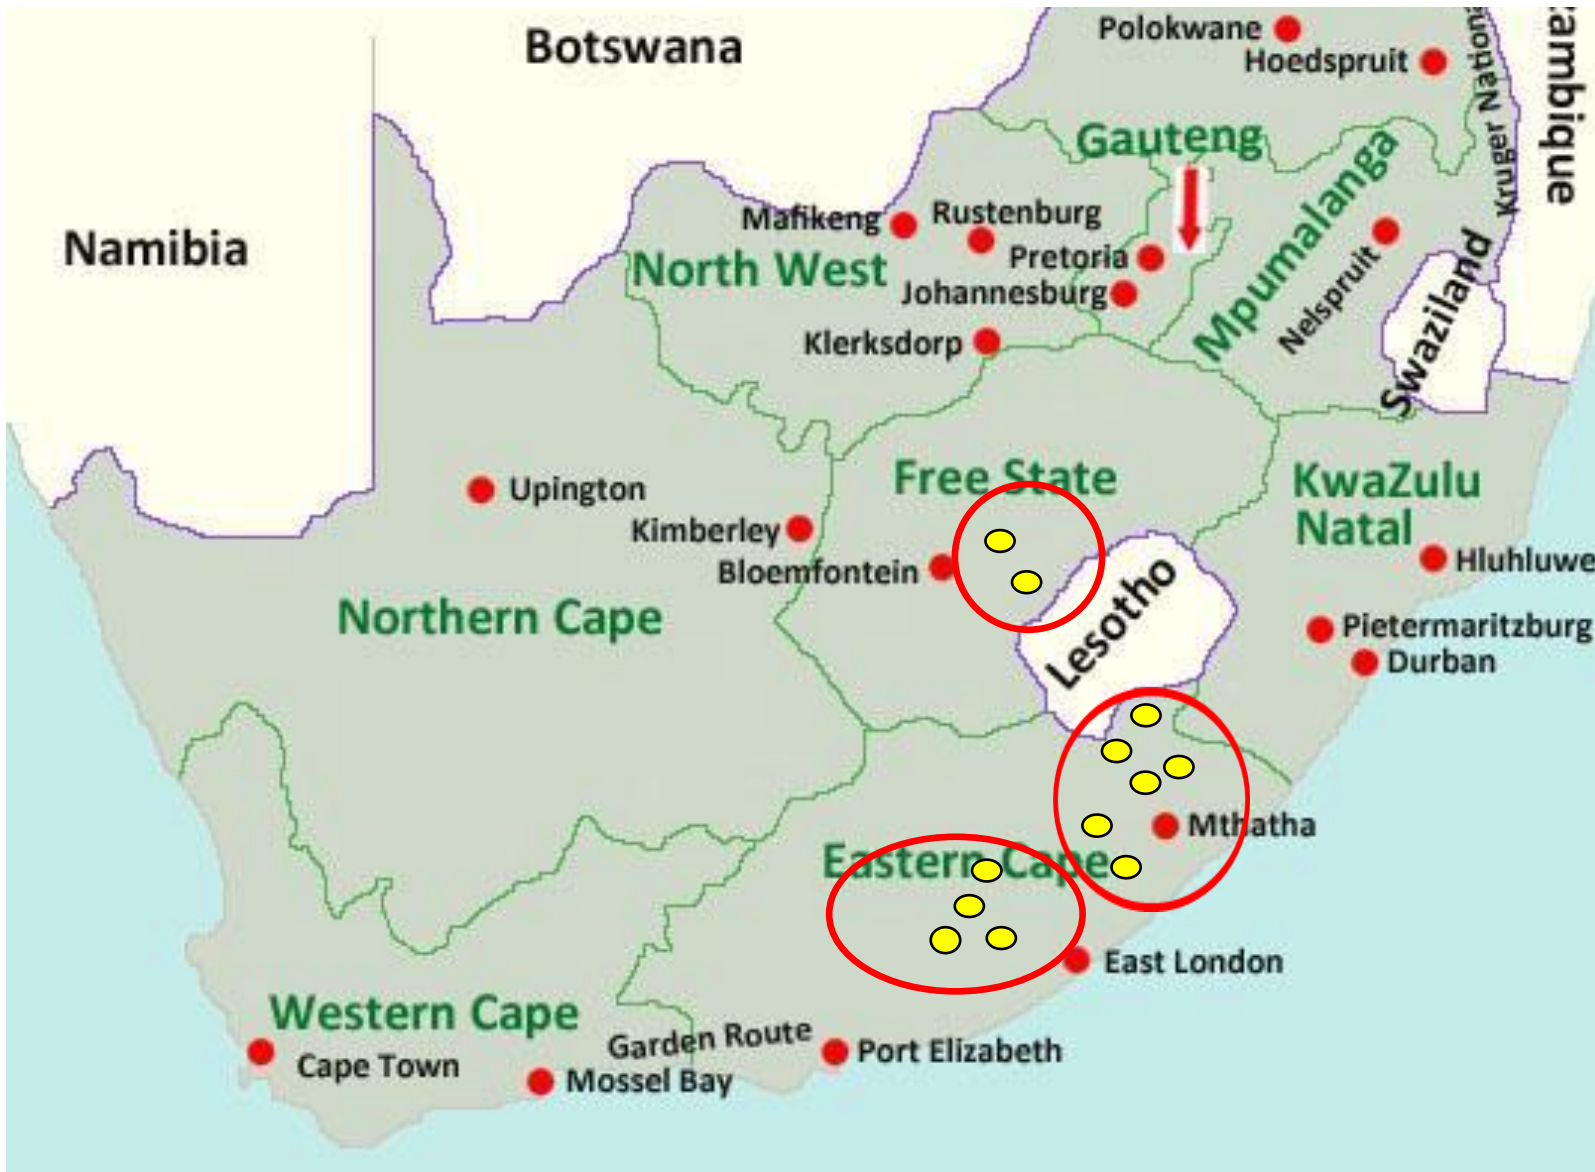 Botswana
Polokwane
Hoedspruit
Gauteng
Mpumalanga
Namibia
Mafikeng
Rustenburg
Pretoria
North West
Johannesburg
Nelspruit
Swaziland
Klerksdorp
Free State
KwaZulu
Natal
Upington
Kimberley
Bloemfontein
Hluhluwe
Lesotho
Northern Cape
Pietermaritzburg
Durban
Mthatha
Eastern Cape
East London
Western Cape
Garden Route
Port Elizabeth
Cape Town
Mossel Bay
Kruger Nation
ambique